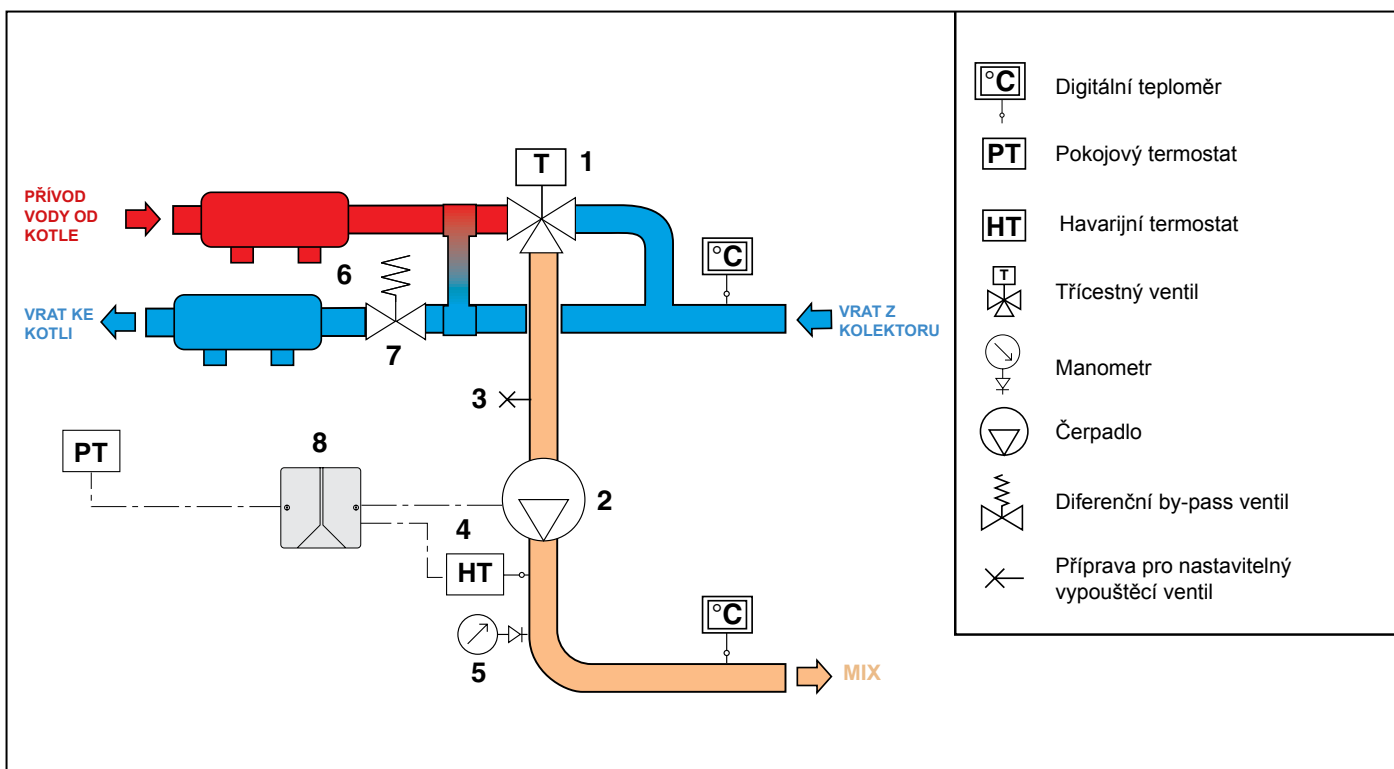 T 1
PŘÍVOD
VODY OD
KOTLE
°C
6
VRAT KE
KOTLI
7
VRAT Z
KOLEKTORU
3
PT
8
2
4
HT
5
°C
MIX
°C Digitální teploměr
PT Pokojový termostat
HT Havarijní termostat
T Třícestný ventil
Manometr
Čerpadlo
Diferenční by-pass ventil
Příprava pro nastavitelný
vypouštěcí ventil